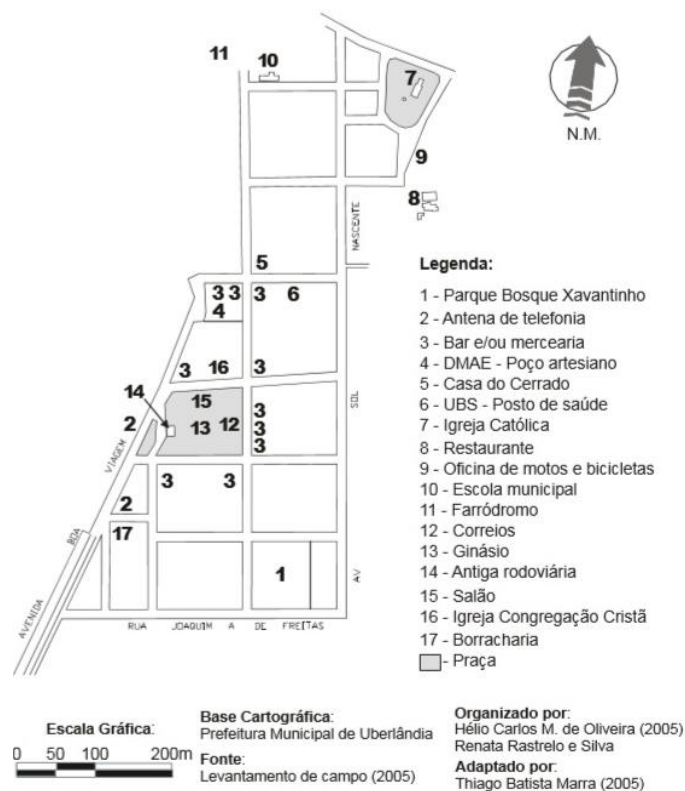 11
10
7
N.M.
9
8
NASCENTE
5
3 3 3 6
4
3 16 3
14
15
2
13 12
3
3
3
SOL
VIAGEM
3 3
2
17
BOA
1
AV
AVENIDA
RUA JOAQUIM A DE FREITAS
Legenda:
1 - Parque Bosque Xavantinho
2 - Antena de telefonia
3 - Bar e/ou mercearia
4 - DMAE - Poço artesiano
5 - Casa do Cerrado
6 - UBS - Posto de saúde
7 - Igreja Católica
8 - Restaurante
9 - Oficina de motos e bicicletas
10 - Escola municipal
11 - Farródromo
12 - Correios
13 - Ginásio
14 - Antiga rodoviária
15 - Salão
16 - Igreja Congregação Cristã
17 - Borracharia
- Praça
Escala Gráfica:
0 50 100 200m
Base Cartográfica:
Prefeitura Municipal de Uberlândia
Fonte:
Levantamento de campo (2005)
Organizado por:
Hélio Carlos M. de Oliveira (2005)
Renata Rastrelo e Silva
Adaptado por:
Thiago Batista Marra (2005)